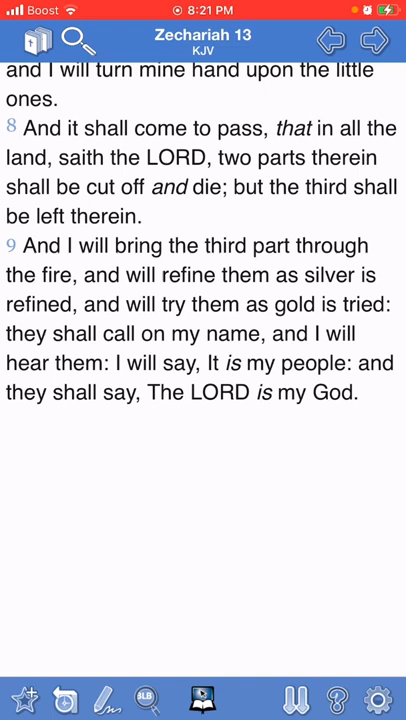 Boost 8:21 PM
Zechariah 13
KJV
and I will turn mine hand upon the little
ones.
8 And it shall come to pass, that in all the
land, saith the LORD, two parts therein
shall be cut off and die; but the third shall
be left therein.
9 And I will bring the third part through
the fire, and will refine them as silver is
refined, and will try them as gold is tried:
they shall call on my name, and I will
hear them: I will say, It is my people: and
they shall say, The LORD is my God.
BLB